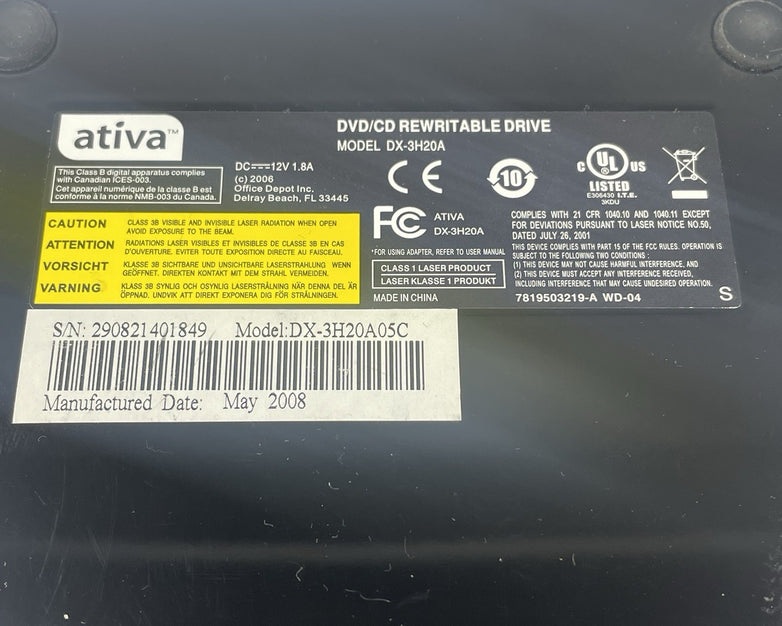 ativa™
DVD/CD REWRITABLE DRIVE
MODEL DX-3H20A
This Class B digital apparatus complies
with Canadian ICES-003.
Cet appareil numérique de la classe B est
conforme à la norme NMB-003 du Canada.
DC 12V 1.8A
(c) 2006
Office Depot Inc.
Delray Beach, FL 33445
CE
10
C UL US
LISTED
E306430 I.T.E.
3KDU
CAUTION CLASS 3B VISIBLE AND INVISIBLE LASER RADIATION WHEN OPEN
AVOID EXPOSURE TO THE BEAM.
ATTENTION RADIATIONS LASER VISIBLES ET INVISIBLES DE CLASSE 3B EN CAS
D'OUVERTURE. EVITER TOUTE EXPOSITION DIRECTE AU FAISCEAU.
VORSICHT KLASSE 3B SICHTBARE UND UNSICHTBARE LASERSTRAHLUNG WENN
GEÖFFNET. DIREKTEN KONTAKT MIT DEM STRAHL VERMEIDEN.
VARNING KLASS 3B SYNLIG OCH OSYNLIG LASERSTRÅLNING NÄR DENNA DEL ÄR
ÖPPNAD. UNDVIK ATT DIREKT EXPONERA DIG FÖR STRÅLNINGEN.
FC ATIVA
DX-3H20A
*FOR USING ADAPTER, REFER TO USER MANUAL
CLASS 1 LASER PRODUCT
LASER KLASSE 1 PRODUKT
MADE IN CHINA
COMPLIES WITH 21 CFR 1040.10 AND 1040.11 EXCEPT
FOR DEVIATIONS PURSUANT TO LASER NOTICE NO.50,
DATED JULY 26, 2001
THIS DEVICE COMPLIES WITH PART 15 OF THE FCC RULES. OPERATION IS
SUBJECT TO THE FOLLOWING TWO CONDITIONS :
(1) THIS DEVICE MAY NOT CAUSE HARMFUL INTERFERENCE, AND
(2) THIS DEVICE MUST ACCEPT ANY INTERFERENCE RECEIVED,
INCLUDING INTERFERENCE THAT MAY CAUSE UNDESIRED OPERATION.
7819503219-A WD-04
S
S/N: 290821401849 Model:DX-3H20A05C
Manufactured Date: May 2008